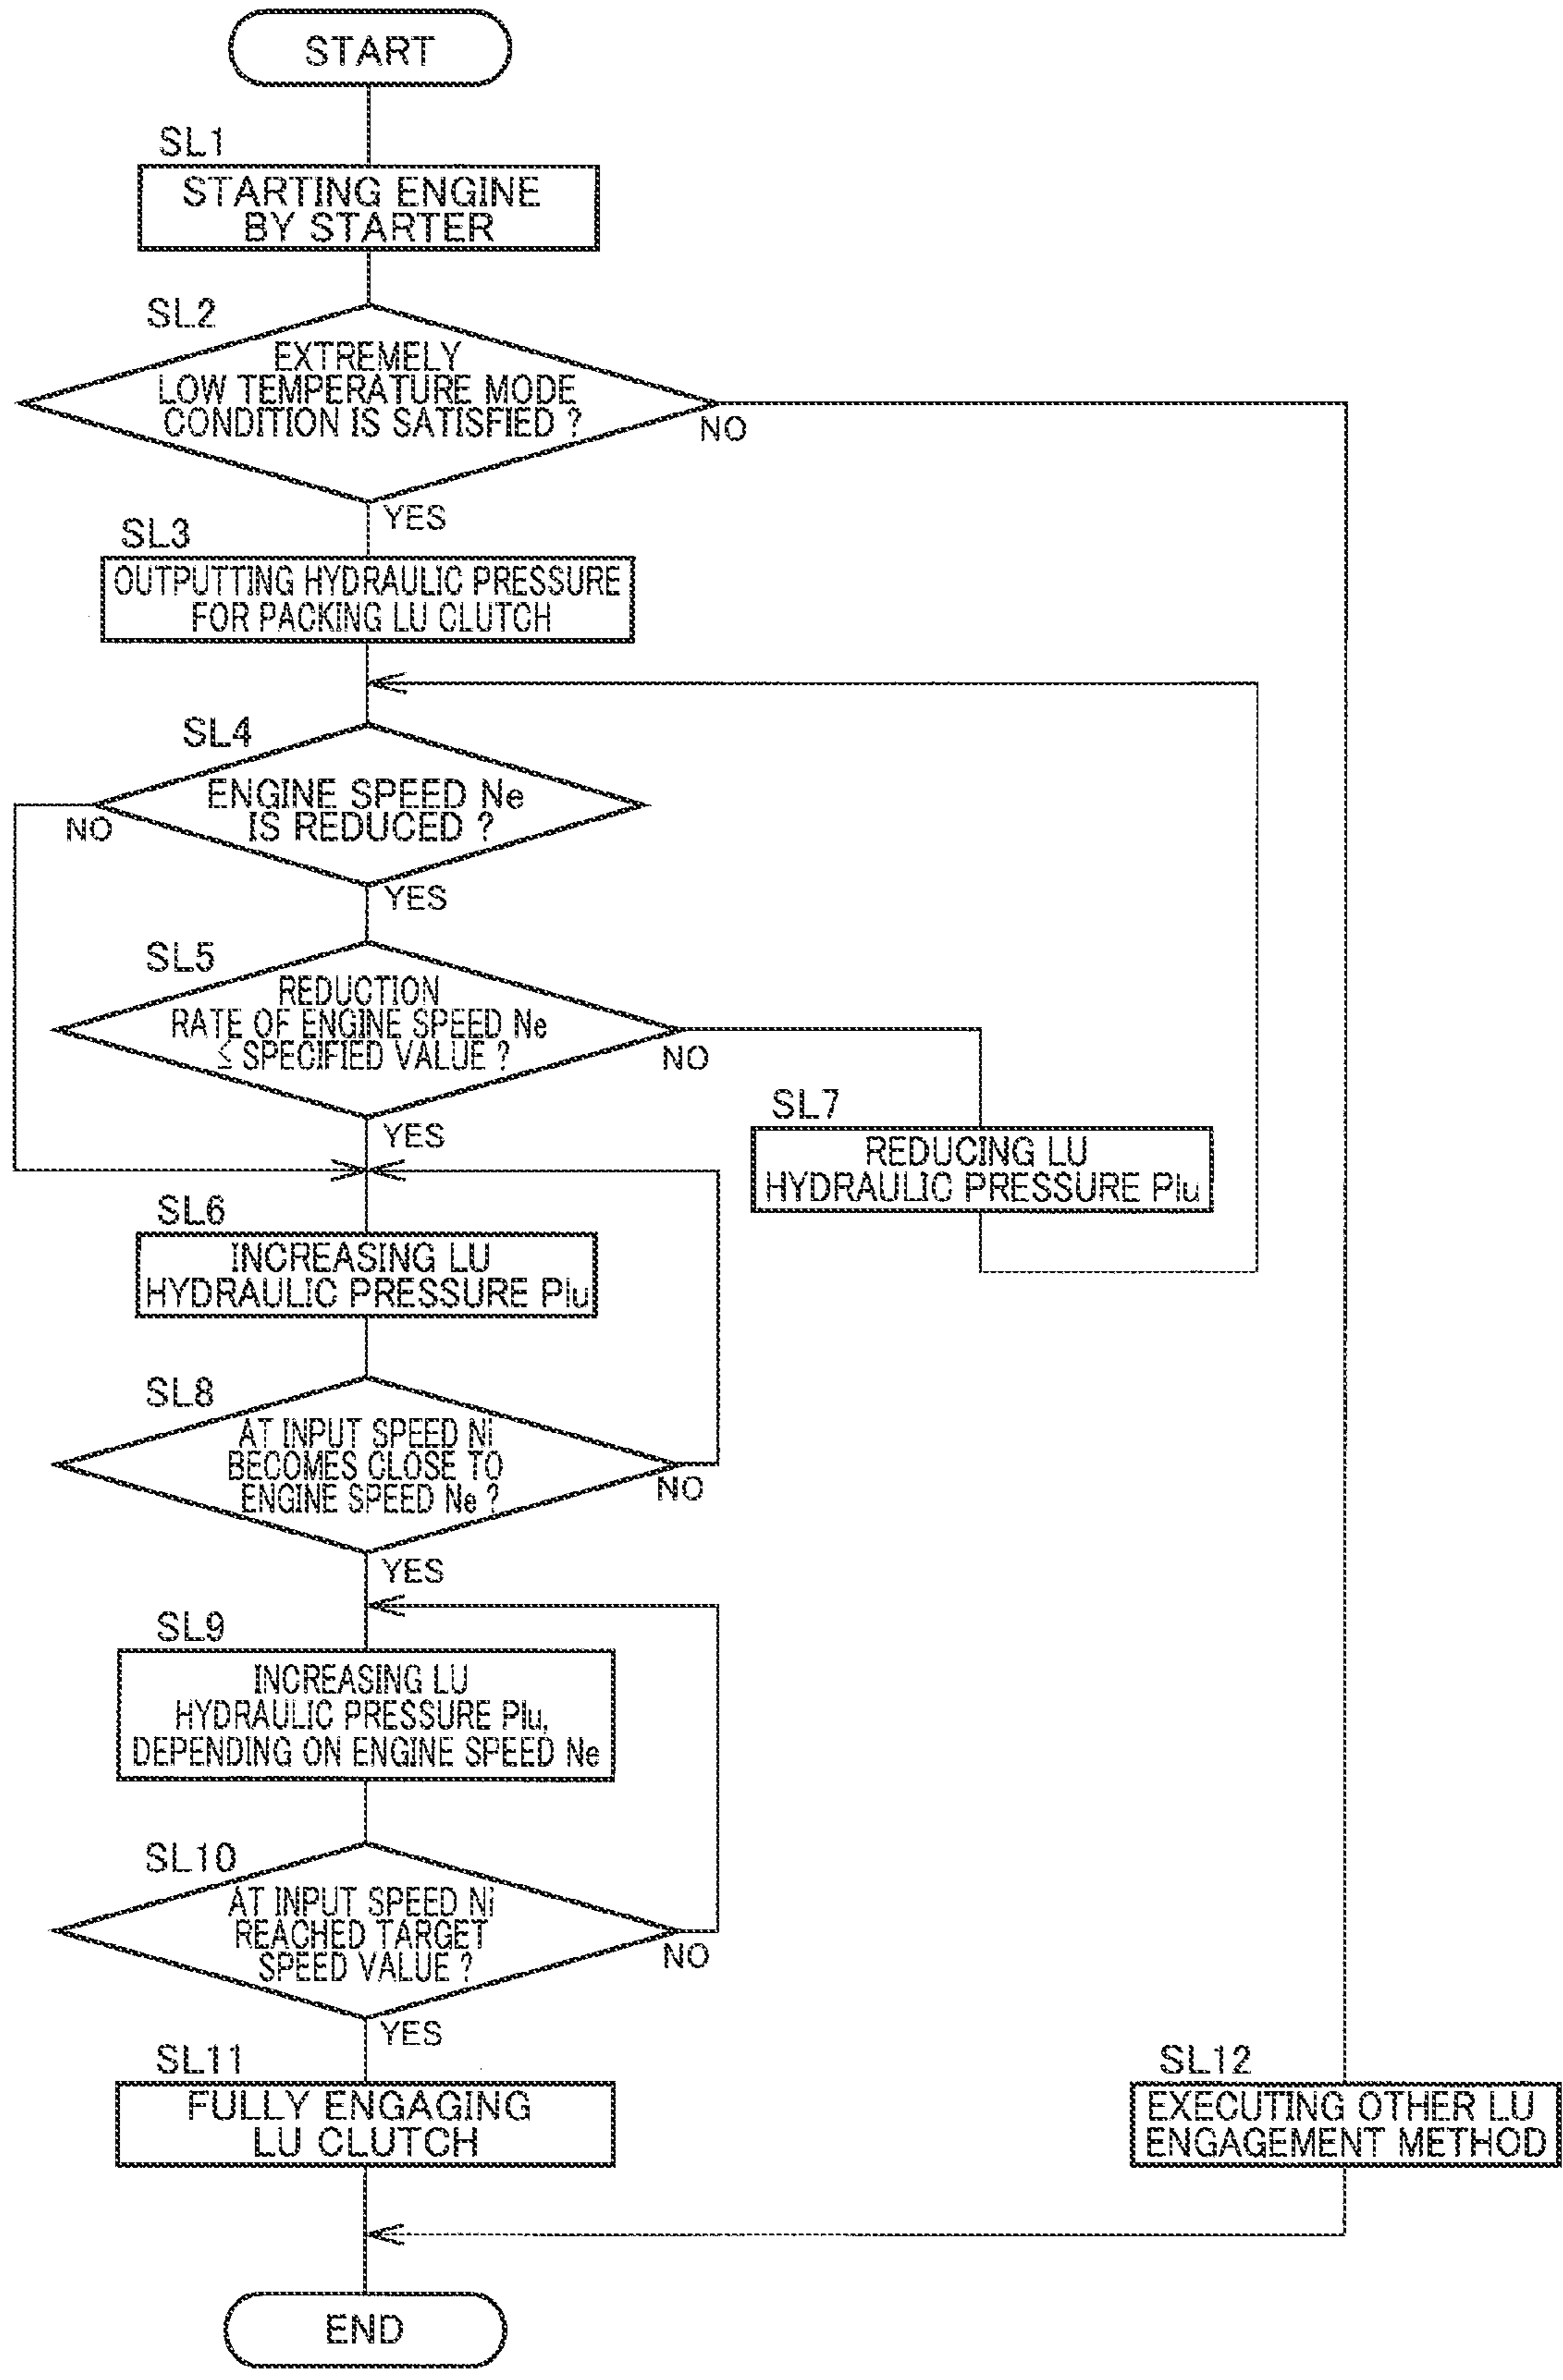 START
SL1
STARTING ENGINE
BY STARTER
SL2
EXTREMELY
LOW TEMPERATURE MODE
CONDITION IS SATISFIED ?
NO
YES
SL3
OUTPUTTING HYDRAULIC PRESSURE
FOR PACKING LU CLUTCH
SL4
ENGINE SPEED Ne
IS REDUCED ?
NO
YES
SL5
REDUCTION
RATE OF ENGINE SPEED Ne
≤ SPECIFIED VALUE ?
NO
YES
SL7
REDUCING LU
HYDRAULIC PRESSURE Plu
SL6
INCREASING LU
HYDRAULIC PRESSURE Plu
SL8
AT INPUT SPEED Ni
BECOMES CLOSE TO
ENGINE SPEED Ne ?
NO
YES
SL9
INCREASING LU
HYDRAULIC PRESSURE Plu,
DEPENDING ON ENGINE SPEED Ne
SL10
AT INPUT SPEED Ni
REACHED TARGET
SPEED VALUE ?
NO
YES
SL11
FULLY ENGAGING
LU CLUTCH
SL12
EXECUTING OTHER LU
ENGAGEMENT METHOD
END